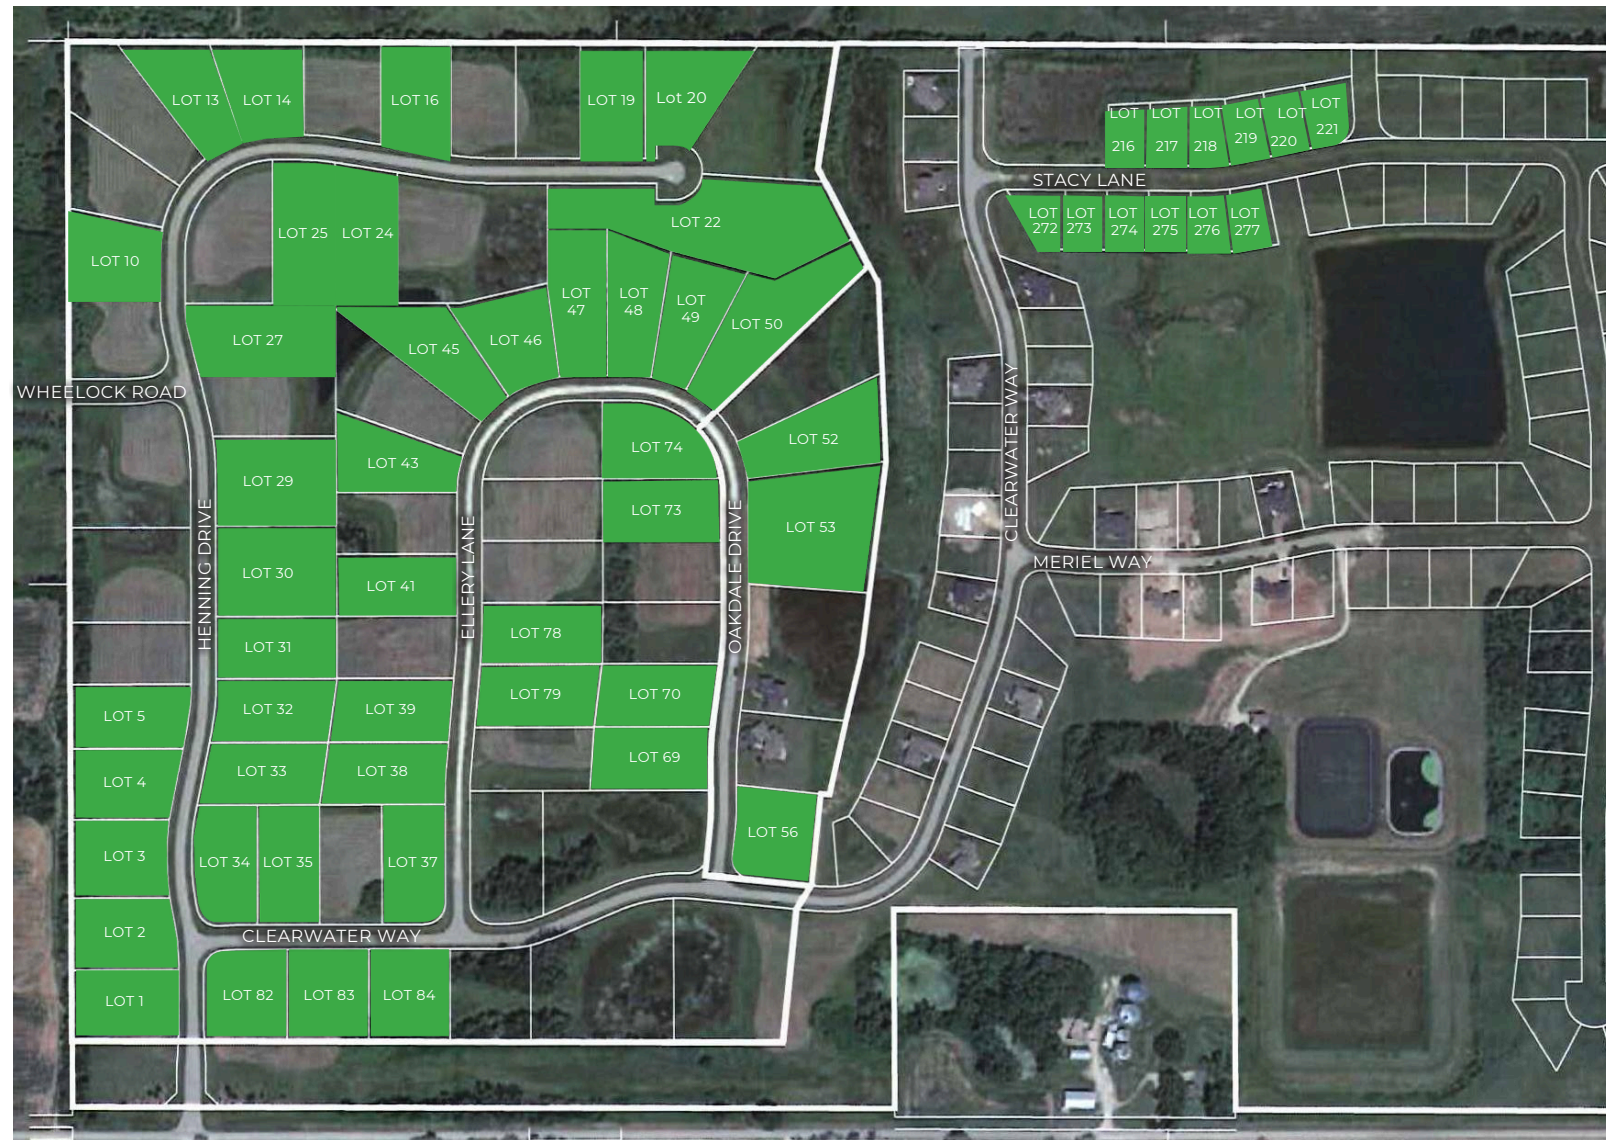 LOT 13
LOT 14
LOT 16
LOT 19
Lot 20
LOT
216
LOT
217
LOT
218
LOT
219
LOT
220
LOT
221
STACY LANE
LOT
272
LOT
273
LOT
274
LOT
275
LOT
276
LOT
277
LOT 22
LOT 25
LOT 24
LOT 10
LOT
47
LOT
48
LOT
49
LOT 50
LOT 27
LOT 45
LOT 46
WHEELOCK ROAD
LOT 43
LOT 74
LOT 52
LOT 29
LOT 73
LOT 53
HENNING DRIVE
ELLERY LANE
OAKDALE DRIVE
CLEARWATER WAY
MERIEL WAY
LOT 30
LOT 41
LOT 31
LOT 78
LOT 79
LOT 70
LOT 5
LOT 32
LOT 39
LOT 69
LOT 4
LOT 33
LOT 38
LOT 56
LOT 3
LOT 34
LOT 35
LOT 37
LOT 2
CLEARWATER WAY
LOT 1
LOT 82
LOT 83
LOT 84